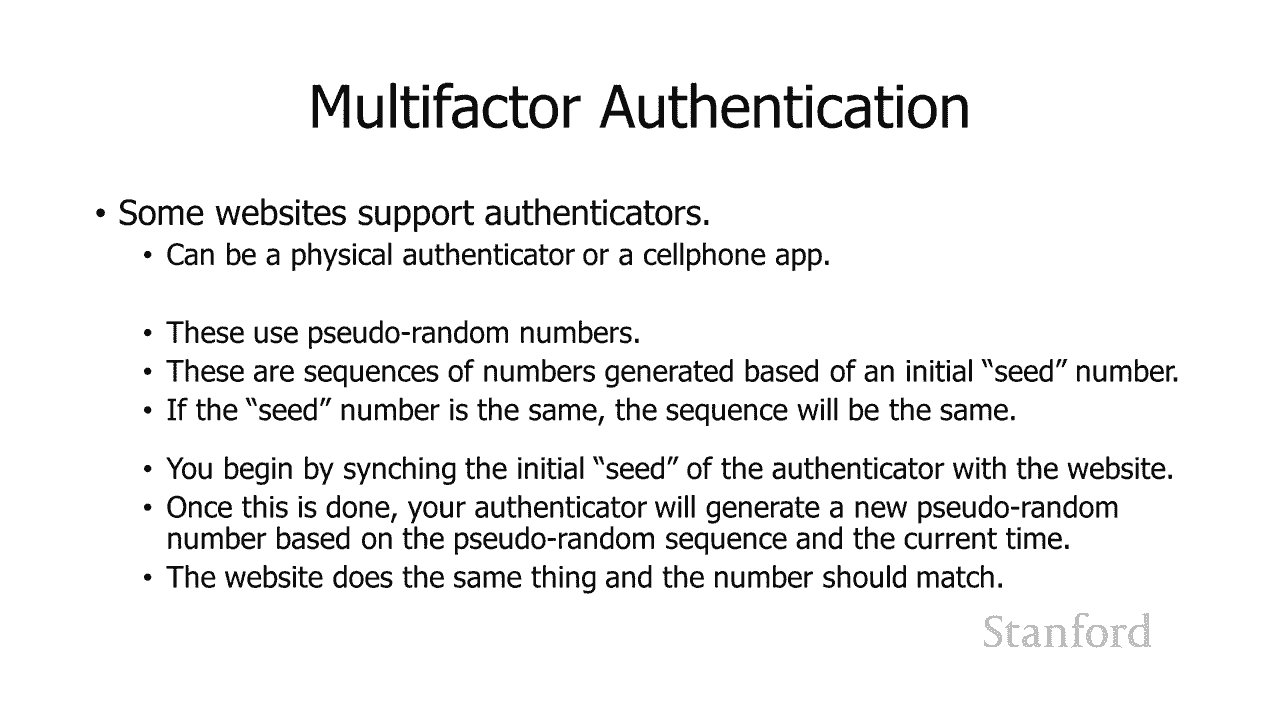 Multifactor Authentication
• Some websites support authenticators.
• Can be a physical authenticator or a cellphone app.
• These use pseudo-random numbers.
• These are sequences of numbers generated based of an initial “seed” number.
• If the “seed” number is the same, the sequence will be the same.
• You begin by synching the initial “seed” of the authenticator with the website.
• Once this is done, your authenticator will generate a new pseudo-random
number based on the pseudo-random sequence and the current time.
• The website does the same thing and the number should match.
Stanford